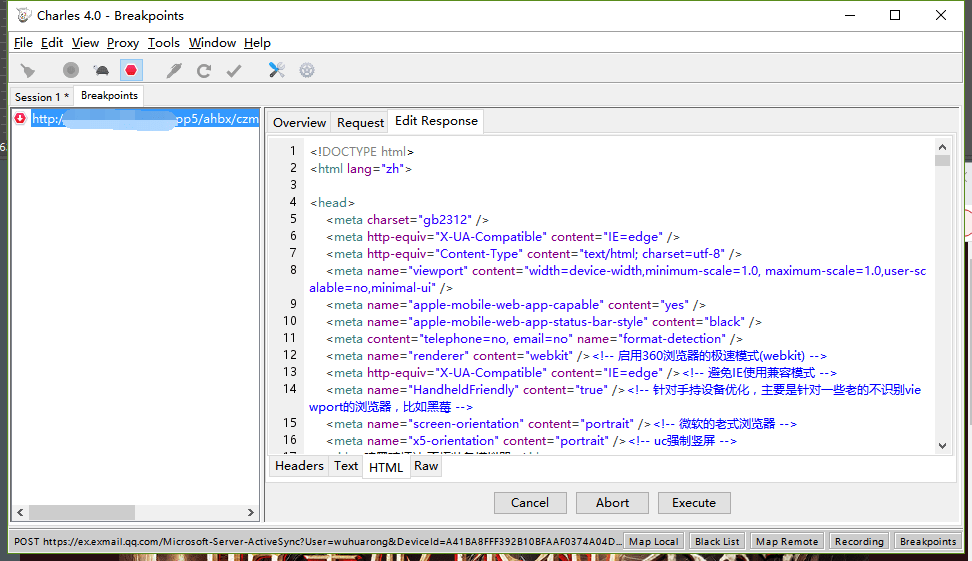 Charles 4.0 - Breakpoints
File Edit View Proxy Tools Window Help
Session 1 * Breakpoints
http:/ pp5/ahbx/czm
Overview Request Edit Response
1 <!DOCTYPE html>
2 <html lang="zh">
3
4 <head>
5 <meta charset="gb2312" />
6 <meta http-equiv="X-UA-Compatible" content="IE=edge" />
7 <meta http-equiv="Content-Type" content="text/html; charset=utf-8" />
8 <meta name="viewport" content="width=device-width,minimum-scale=1.0, maximum-scale=1.0,user-sc
alable=no,minimal-ui" />
9 <meta name="apple-mobile-web-app-capable" content="yes" />
10 <meta name="apple-mobile-web-app-status-bar-style" content="black" />
11 <meta content="telephone=no, email=no" name="format-detection" />
12 <meta name="renderer" content="webkit" /><!-- 启用360浏览器的极速模式(webkit) -->
13 <meta http-equiv="X-UA-Compatible" content="IE=edge" /><!-- 避免IE使用兼容模式 -->
14 <meta name="HandheldFriendly" content="true" /><!-- 针对手持设备优化，主要是针对一些老的不识别vie
wport的浏览器，比如黑莓 -->
15 <meta name="screen-orientation" content="portrait" /><!-- 微软的老式浏览器 -->
16 <meta name="x5-orientation" content="portrait" /><!-- uc强制竖屏 -->
Headers Text HTML Raw
Cancel Abort Execute
POST https://ex.exmail.qq.com/Microsoft-Server-ActiveSync?User=wuhuarong&DeviceId=A41BA8FFF392B10BFAAF0374A04D... Map Local Black List Map Remote Recording Breakpoints